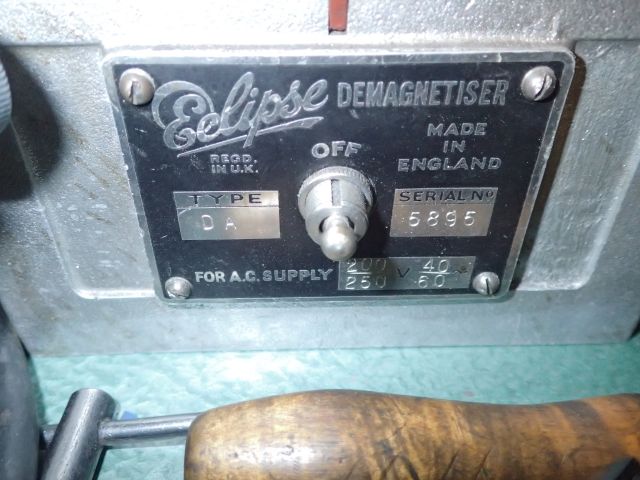 Eclipse DEMAGNETISER
REGD.
IN U.K.
OFF
MADE
IN
ENGLAND
TYPE
DA
SERIAL NO
5895
FOR A.C. SUPPLY 200/250 V 40/60 ~